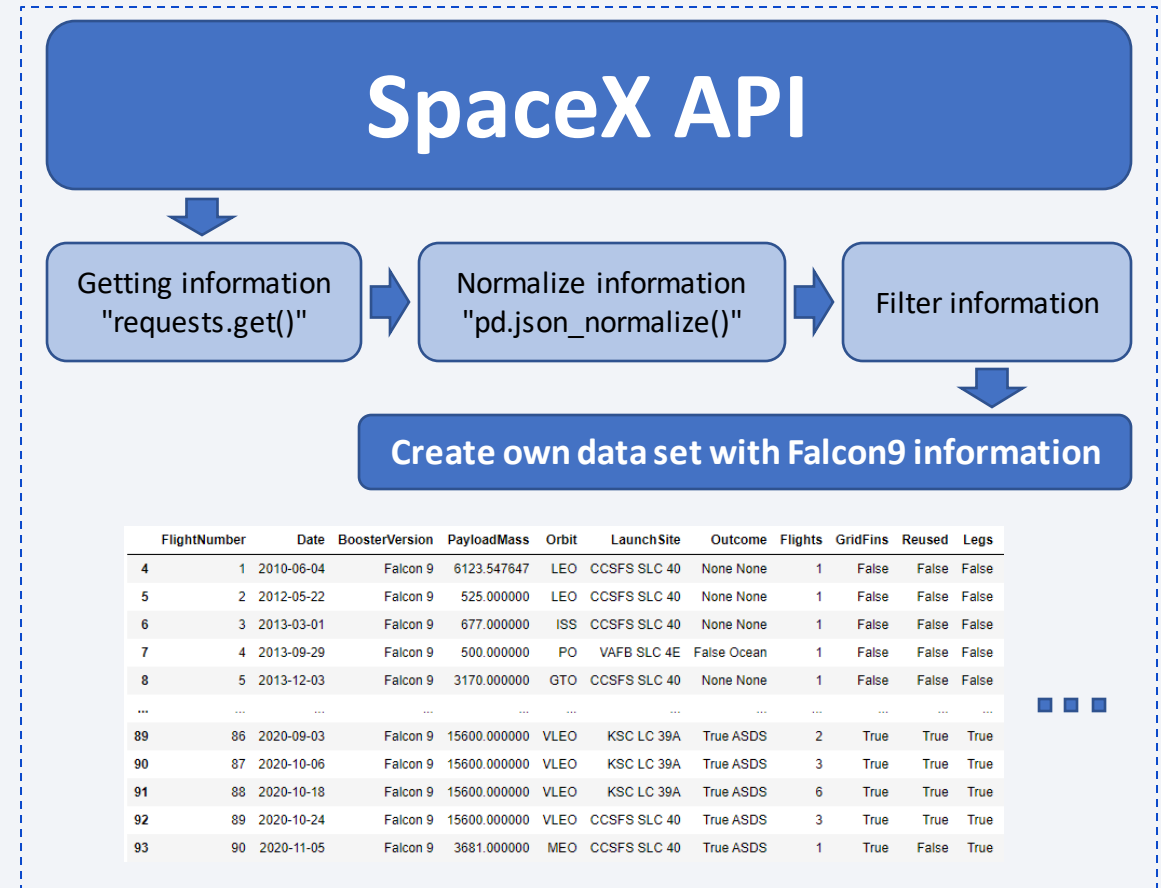 SpaceX API
Getting information
"requests.get()"
Normalize information
"pd.json_normalize()"
Filter information
Create own data set with Falcon9 information
FlightNumber Date BoosterVersion PayloadMass Orbit LaunchSite Outcome Flights GridFins Reused Legs
4 1 2010-06-04 Falcon 9 6123.547647 LEO CCSFS SLC 40 None None 1 False False False
5 2 2012-05-22 Falcon 9 525.000000 LEO CCSFS SLC 40 None None 1 False False False
6 3 2013-03-01 Falcon 9 677.000000 ISS CCSFS SLC 40 None None 1 False False False
7 4 2013-09-29 Falcon 9 500.000000 PO VAFB SLC 4E False Ocean 1 False False False
8 5 2013-12-03 Falcon 9 3170.000000 GTO CCSFS SLC 40 None None 1 False False False
... ... ... ... ... ... ... ... ... ... ... ...
89 86 2020-09-03 Falcon 9 15600.000000 VLEO KSC LC 39A True ASDS 2 True True True
90 87 2020-10-06 Falcon 9 15600.000000 VLEO KSC LC 39A True ASDS 3 True True True
91 88 2020-10-18 Falcon 9 15600.000000 VLEO KSC LC 39A True ASDS 6 True True True
92 89 2020-10-24 Falcon 9 15600.000000 VLEO CCSFS SLC 40 True ASDS 3 True True True
93 90 2020-11-05 Falcon 9 3681.000000 MEO CCSFS SLC 40 True ASDS 1 True False True